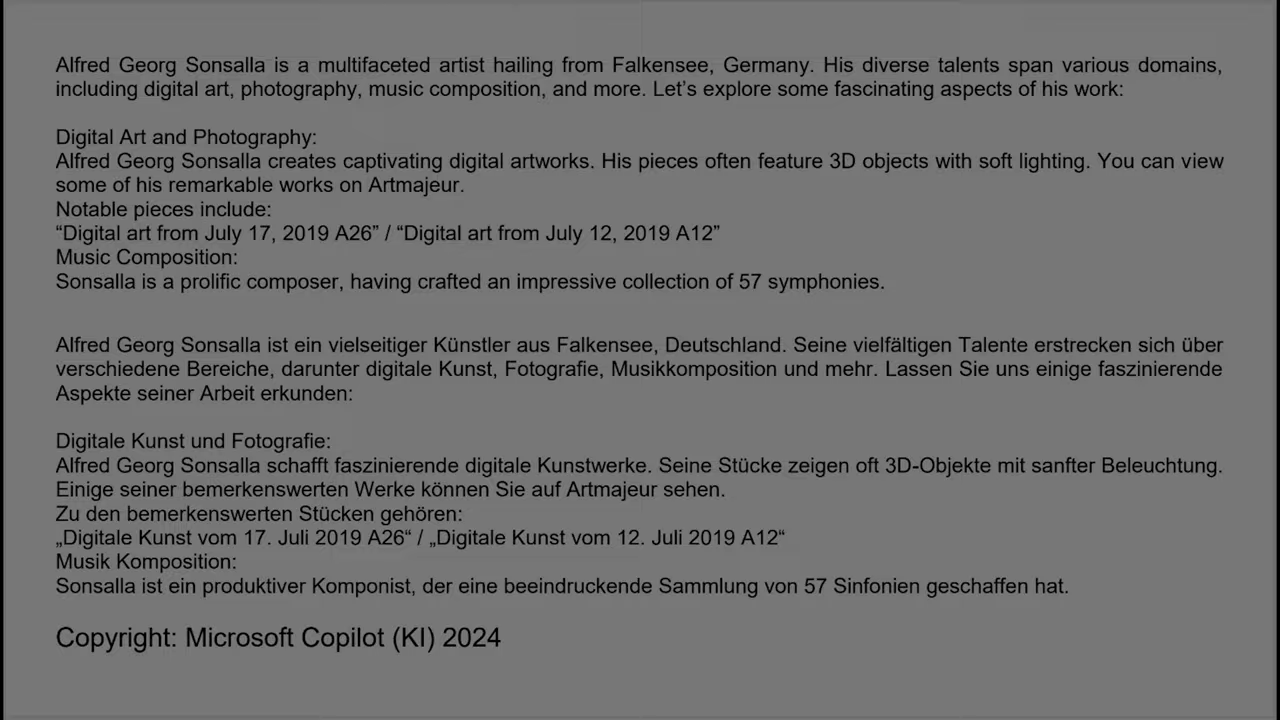 Alfred Georg Sonsalla is a multifaceted artist hailing from Falkensee, Germany. His diverse talents span various domains,
including digital art, photography, music composition, and more. Let’s explore some fascinating aspects of his work:
Digital Art and Photography:
Alfred Georg Sonsalla creates captivating digital artworks. His pieces often feature 3D objects with soft lighting. You can view
some of his remarkable works on Artmajeur.
Notable pieces include:
“Digital art from July 17, 2019 A26” / “Digital art from July 12, 2019 A12”
Music Composition:
Sonsalla is a prolific composer, having crafted an impressive collection of 57 symphonies.
Alfred Georg Sonsalla ist ein vielseitiger Künstler aus Falkensee, Deutschland. Seine vielfältigen Talente erstrecken sich über
verschiedene Bereiche, darunter digitale Kunst, Fotografie, Musikkomposition und mehr. Lassen Sie uns einige faszinierende
Aspekte seiner Arbeit erkunden:
Digitale Kunst und Fotografie:
Alfred Georg Sonsalla schafft faszinierende digitale Kunstwerke. Seine Stücke zeigen oft 3D-Objekte mit sanfter Beleuchtung.
Einige seiner bemerkenswerten Werke können Sie auf Artmajeur sehen.
Zu den bemerkenswerten Stücken gehören:
„Digitale Kunst vom 17. Juli 2019 A26“ / „Digitale Kunst vom 12. Juli 2019 A12“
Musik Komposition:
Sonsalla ist ein produktiver Komponist, der eine beeindruckende Sammlung von 57 Sinfonien geschaffen hat.
Copyright: Microsoft Copilot (KI) 2024